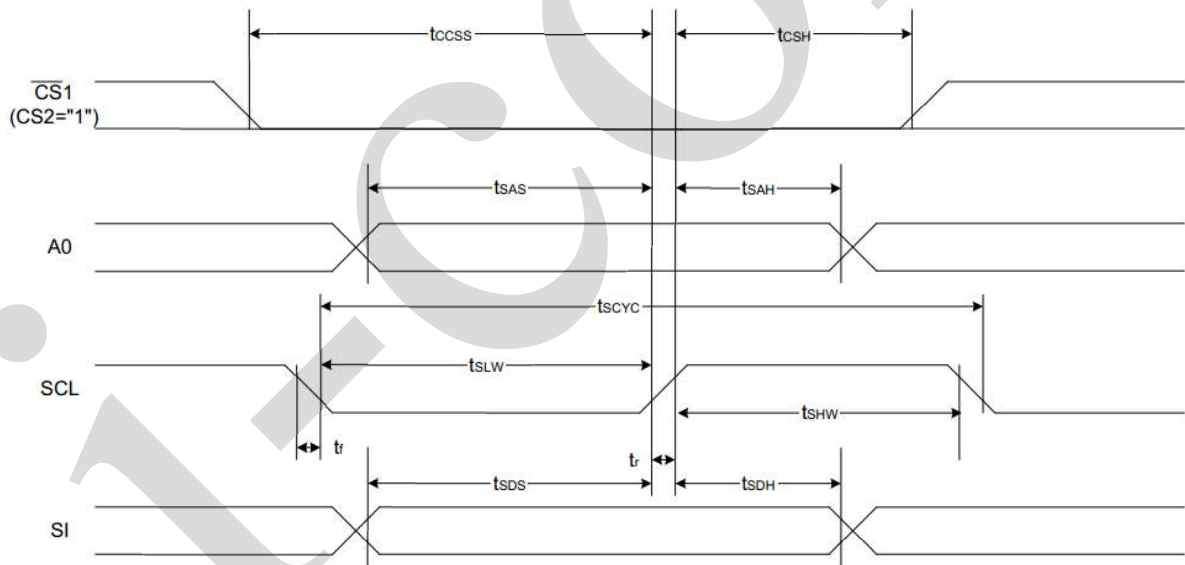 tCCSS
tCSH
CS1
(CS2="1")
tSAS
tSAH
A0
tSCYC
SCL
tSLW
tSHW
tf
tr
tSDS
tSDH
SI